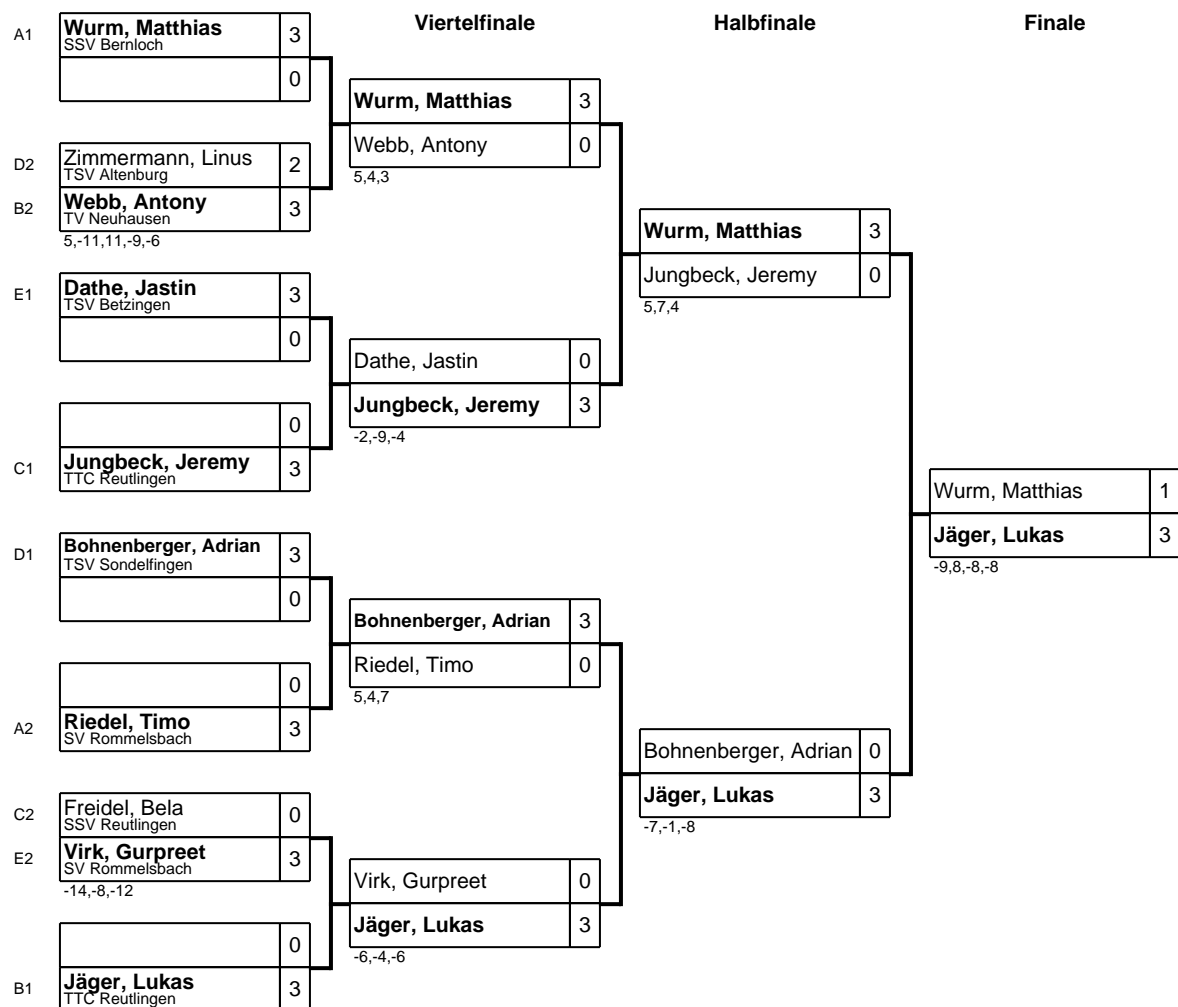 Viertelfinale
Halbfinale
Finale
A1
Wurm, Matthias
SSV Bernloch
3
0
D2
Zimmermann, Linus
TSV Altenburg
2
B2
Webb, Antony
TV Neuhausen
3
5,-11,11,-9,-6
E1
Dathe, Jastin
TSV Betzingen
3
0
0
C1
Jungbeck, Jeremy
TTC Reutlingen
3
D1
Bohnenberger, Adrian
TSV Sondelfingen
3
0
0
A2
Riedel, Timo
SV Rommelsbach
3
C2
Freidel, Bela
SSV Reutlingen
0
E2
Virk, Gurpreet
SV Rommelsbach
3
-14,-8,-12
0
B1
Jäger, Lukas
TTC Reutlingen
3
Wurm, Matthias 3
Webb, Antony 0
5,4,3
Dathe, Jastin 0
Jungbeck, Jeremy 3
-2,-9,-4
Bohnenberger, Adrian 3
Riedel, Timo 0
5,4,7
Virk, Gurpreet 0
Jäger, Lukas 3
-6,-4,-6
Wurm, Matthias 3
Jungbeck, Jeremy 0
5,7,4
Bohnenberger, Adrian 0
Jäger, Lukas 3
-7,-1,-8
Wurm, Matthias 1
Jäger, Lukas 3
-9,8,-8,-8